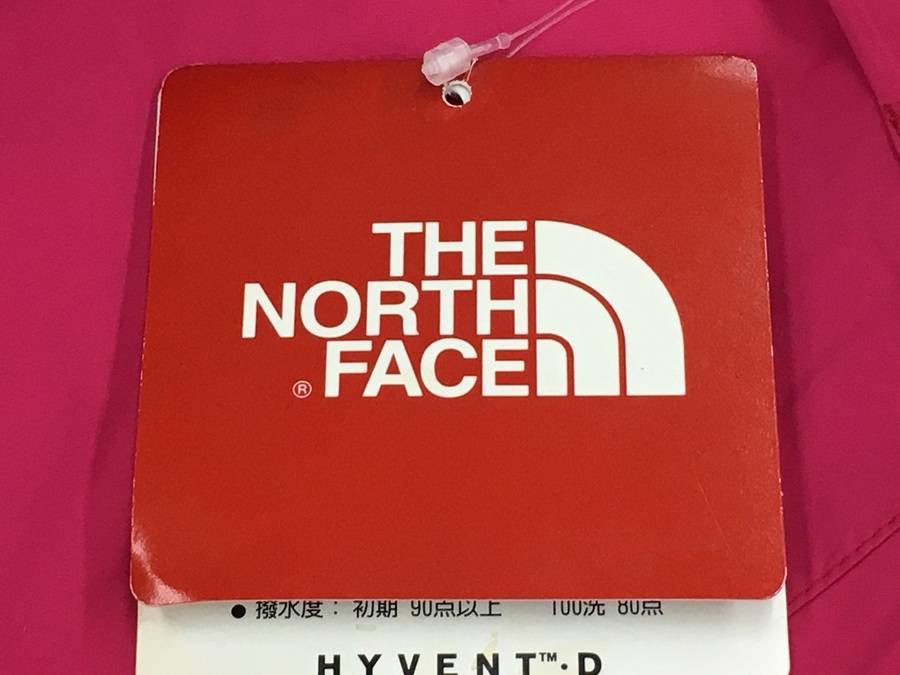 THE
NORTH
® FACE
● 撥水度： 初期 90点以上 100洗 80点
HYVENT™·D